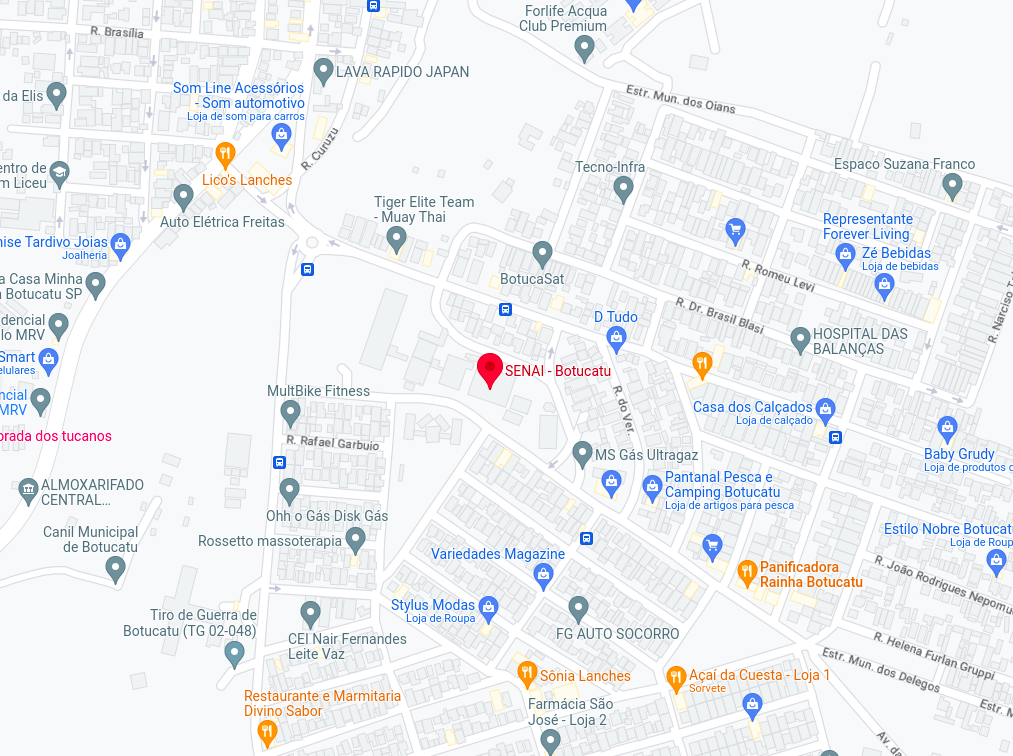 Forlife Acqua
Club Premium
R. Brasília
LAVA RAPIDO JAPAN
da Elis
Som Line Acessórios
- Som automotivo
Loja de som para carros
Estr. Mun. dos Oians
R. Curuzu
Lico's Lanches
entro de
m Liceu
Tecno-Infra
Espaco Suzana Franco
Auto Elétrica Freitas
Tiger Elite Team
- Muay Thai
Representante
Forever Living
nise Tardivo Joias
Joalheria
Zé Bebidas
Loja de bebidas
a Casa Minha
Botucatu SP
BotucaSat
R. Romeu Levi
R. Dr. Brasil Blasi
R. Narciso
dencial
lo MRV
D Tudo
HOSPITAL DAS
BALANÇAS
Smart
elulares
SENAI - Botucatu
MultBike Fitness
ncial
MRV
R. do Ver.
Casa dos Calçados
Loja de calçado
orada dos tucanos
R. Rafael Garbuio
MS Gás Ultragaz
Baby Grudy
Loja de produtos
ALMOXARIFADO
CENTRAL...
Pantanal Pesca e
Camping Botucatu
Loja de artigos para pesca
Ohh o Gás Disk Gás
Canil Municipal
de Botucatu
Rossetto massoterapia
Estilo Nobre Botucatu
Loja de Roup
Variedades Magazine
Panificadora
Rainha Botucatu
R. João Rodrigues Nepomu
Stylus Modas
Loja de Roupa
Tiro de Guerra de
Botucatu (TG 02-048)
CEI Nair Fernandes
Leite Vaz
FG AUTO SOCORRO
R. Helena Furlan Gruppi
Estr. Mun. dos Delegos
Estr. M
Sônia Lanches
Açaí da Cuesta - Loja 1
Sorvete
Restaurante e Marmitaria
Divino Sabor
Farmácia São
José - Loja 2
Av. da